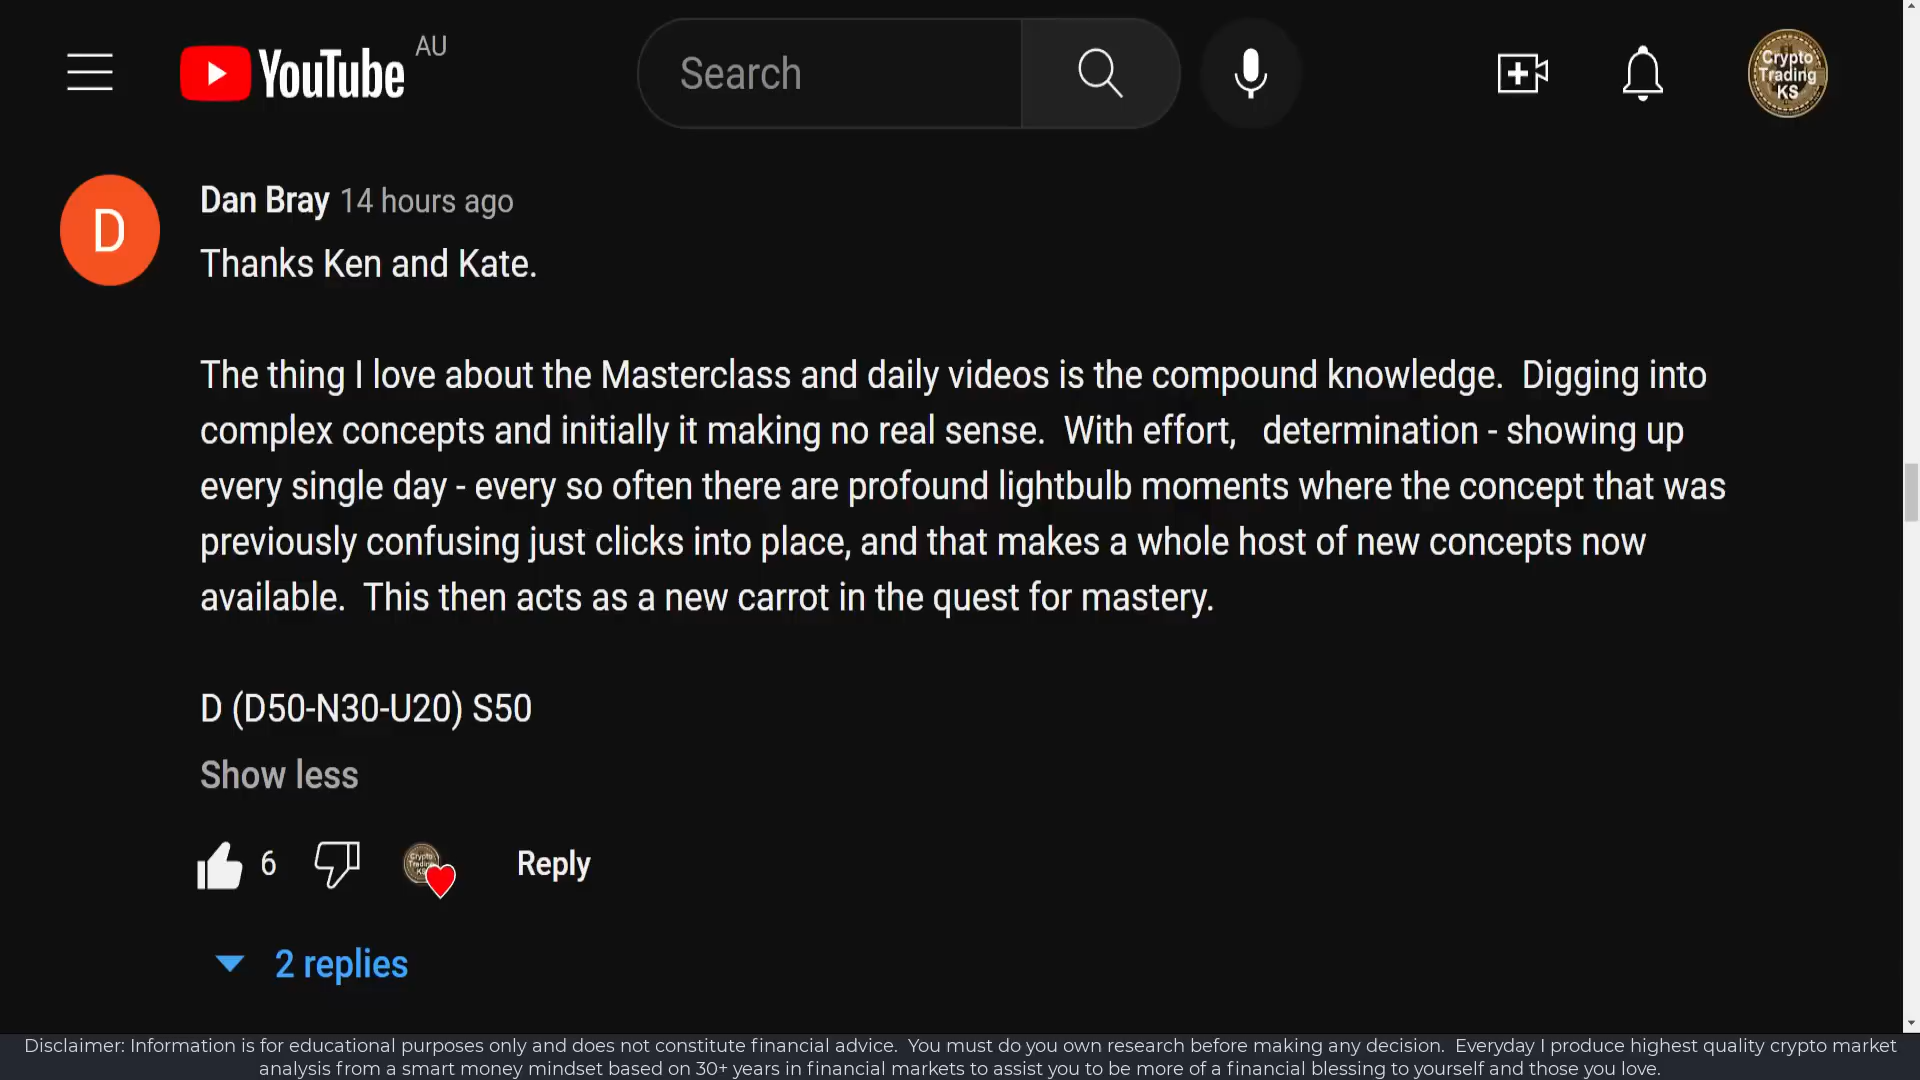 YouTube AU
Search
Crypto
Trading
KS
D
Dan Bray 14 hours ago
Thanks Ken and Kate.
The thing I love about the Masterclass and daily videos is the compound knowledge.  Digging into
complex concepts and initially it making no real sense.  With effort,   determination - showing up
every single day - every so often there are profound lightbulb moments where the concept that was
previously confusing just clicks into place, and that makes a whole host of new concepts now
available.  This then acts as a new carrot in the quest for mastery.
D (D50-N30-U20) S50
Show less
6
Crypto
Trading
KS
Reply
2 replies
Disclaimer: Information is for educational purposes only and does not constitute financial advice.  You must do you own research before making any decision.  Everyday I produce highest quality crypto market
analysis from a smart money mindset based on 30+ years in financial markets to assist you to be more of a financial blessing to yourself and those you love.